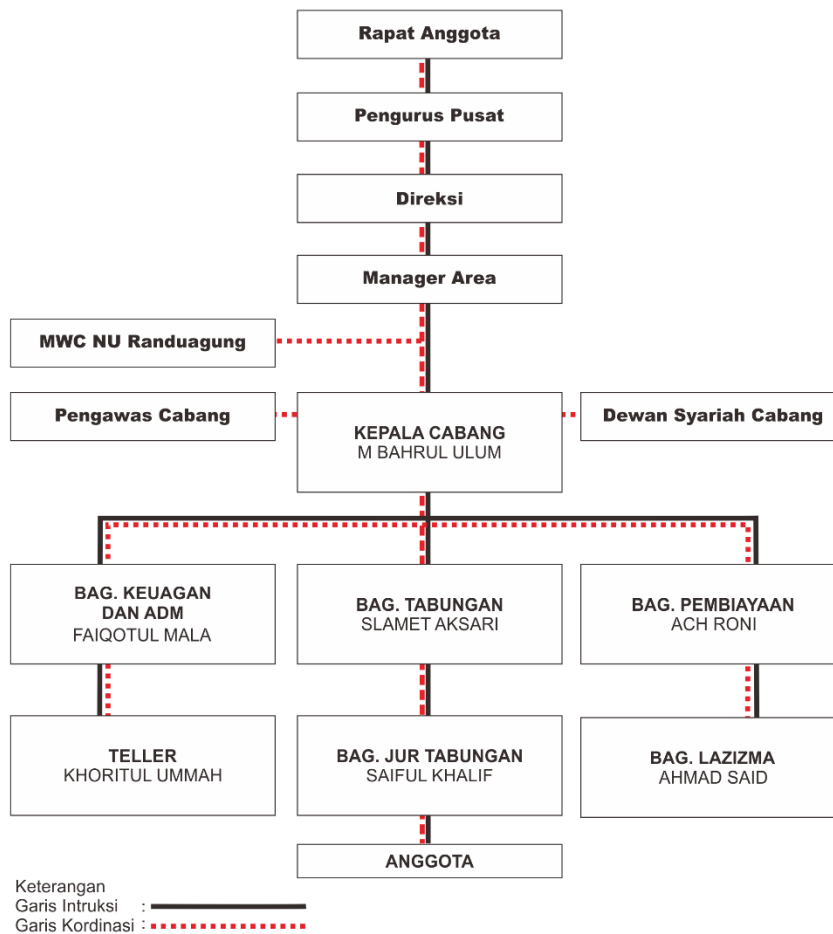 Rapat Anggota
Pengurus Pusat
Direksi
Manager Area
MWC NU Randuagung
Pengawas Cabang
KEPALA CABANG
M BAHRUL ULUM
Dewan Syariah Cabang
BAG. KEUAGAN
DAN ADM
FAIQOTUL MALA
BAG. TABUNGAN
SLAMET AKSARI
BAG. PEMBIAYAAN
ACH RONI
TELLER
KHORITUL UMMAH
BAG. JUR TABUNGAN
SAIFUL KHALIF
BAG. LAZIZMA
AHMAD SAID
ANGGOTA
Keterangan
Garis Intruksi :
Garis Kordinasi :